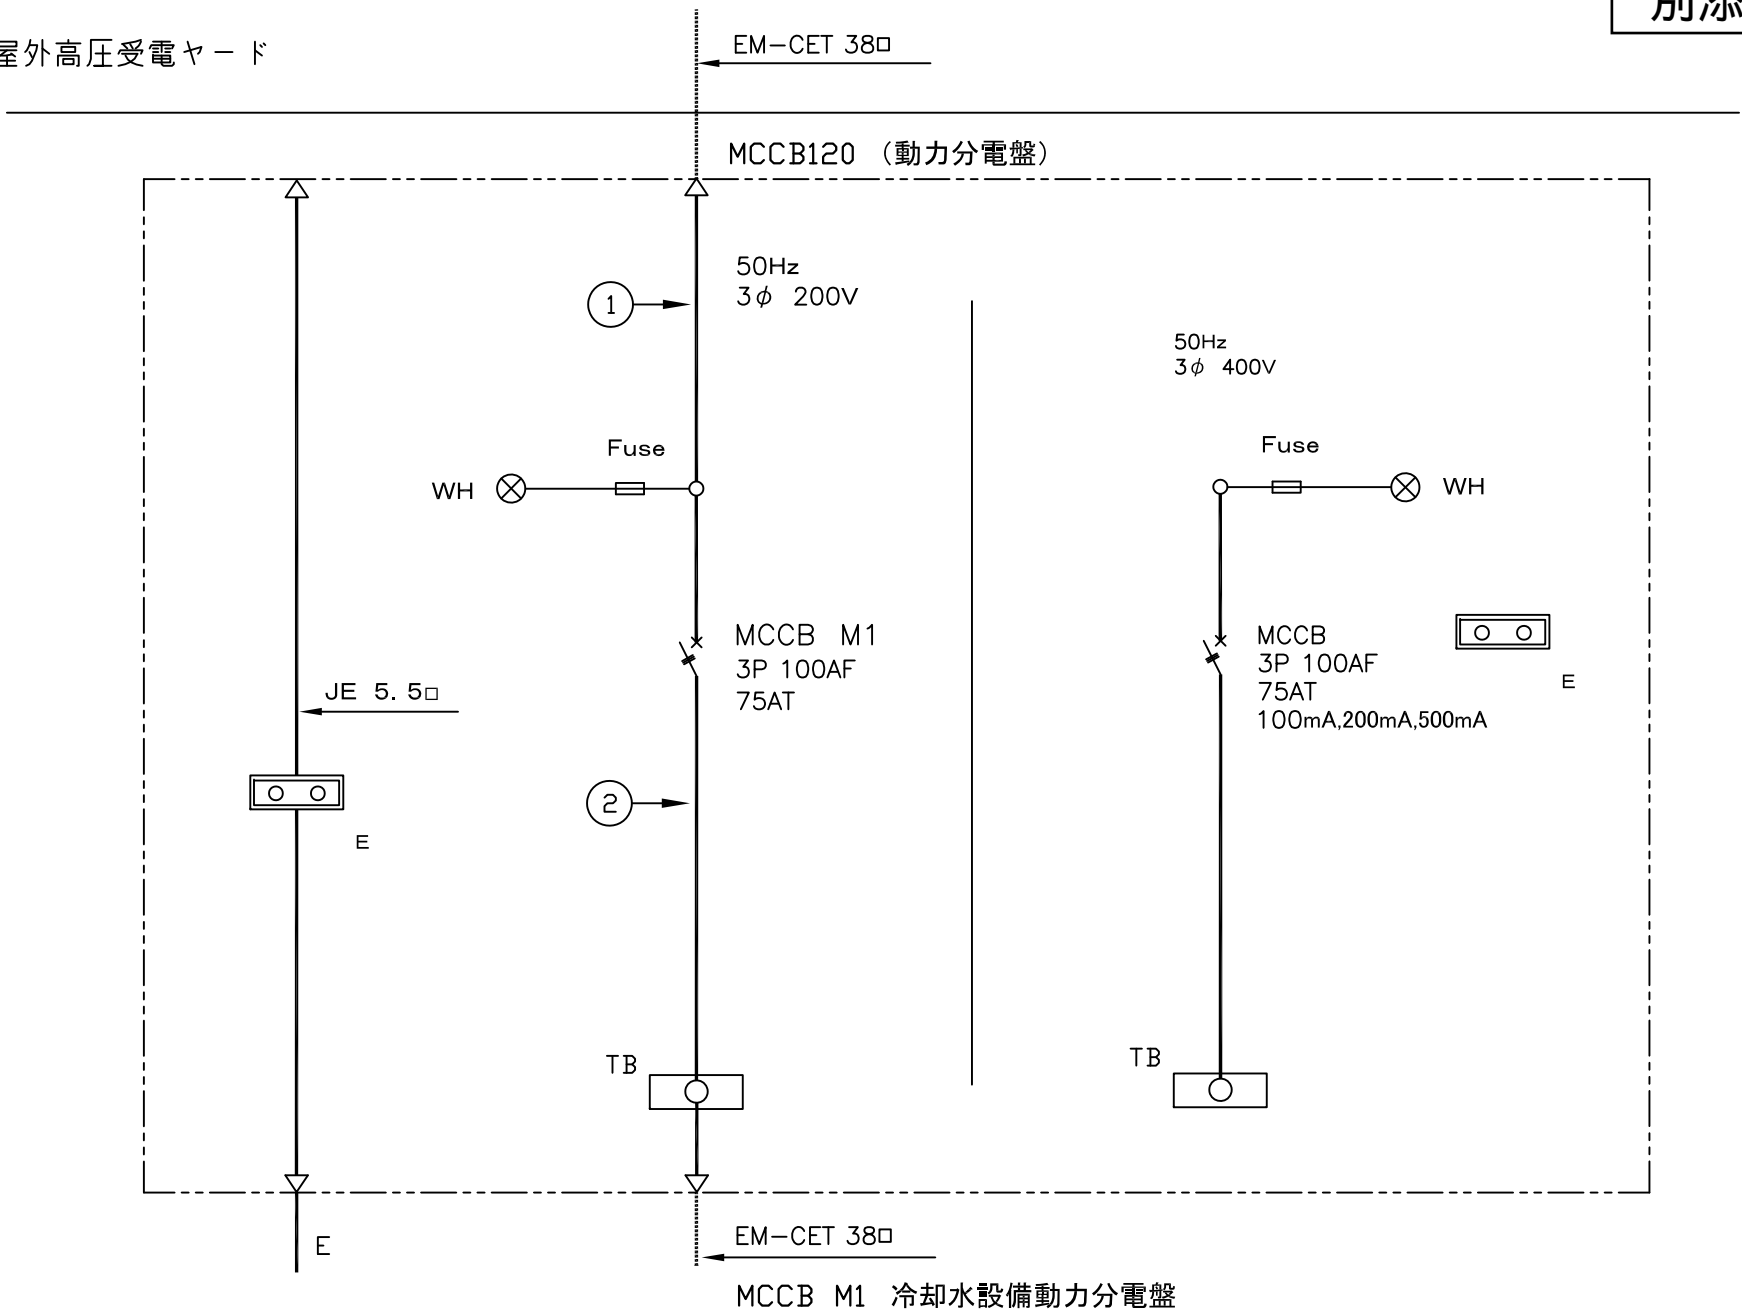 別添
屋外高圧受電ヤード
EM-CET 38□
MCCB120 (動力分電盤)
50Hz
3φ 200V
1
50Hz
3φ 400V
Fuse
WH
Fuse
WH
MCCB M1
3P 100AF
75AT
MCCB
3P 100AF
75AT
100mA,200mA,500mA
E
JE 5.5□
2
E
TB
TB
E
EM-CET 38□
MCCB M1 冷却水設備動力分電盤